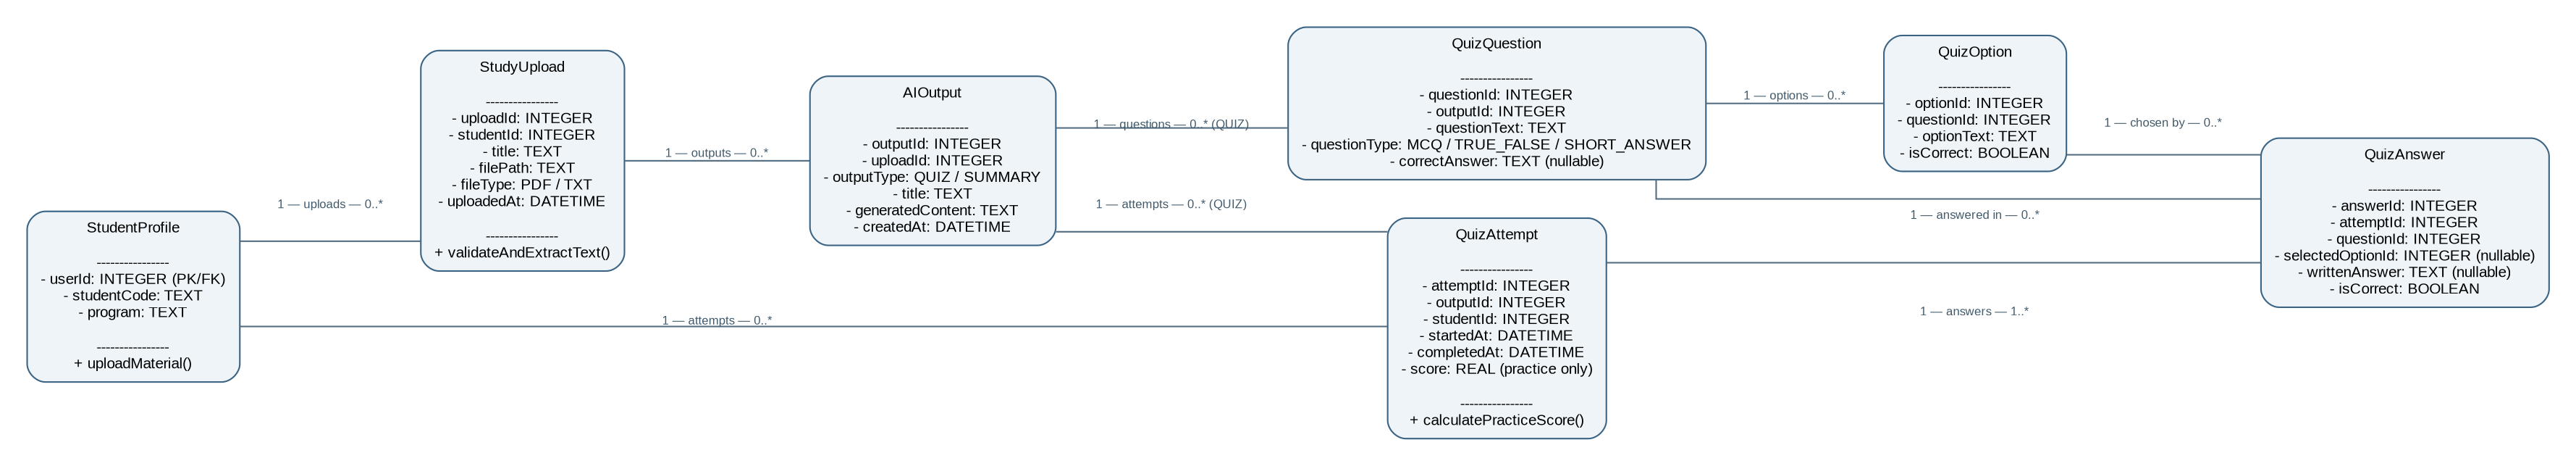 StudentProfile
----------------
- userId: INTEGER (PK/FK)
- studentCode: TEXT
- program: TEXT
----------------
+ uploadMaterial()
1 — uploads — 0..*
StudyUpload
----------------
- uploadId: INTEGER
- studentId: INTEGER
- title: TEXT
- filePath: TEXT
- fileType: PDF / TXT
- uploadedAt: DATETIME
----------------
+ validateAndExtractText()
1 — outputs — 0..*
1 — attempts — 0..*
AIOutput
----------------
- outputId: INTEGER
- uploadId: INTEGER
- outputType: QUIZ / SUMMARY
- title: TEXT
- generatedContent: TEXT
- createdAt: DATETIME
1 — questions — 0..* (QUIZ)
1 — attempts — 0..* (QUIZ)
QuizQuestion
----------------
- questionId: INTEGER
- outputId: INTEGER
- questionText: TEXT
- questionType: MCQ / TRUE_FALSE / SHORT_ANSWER
- correctAnswer: TEXT (nullable)
QuizAttempt
----------------
- attemptId: INTEGER
- outputId: INTEGER
- studentId: INTEGER
- startedAt: DATETIME
- completedAt: DATETIME
- score: REAL (practice only)
----------------
+ calculatePracticeScore()
1 — options — 0..*
QuizOption
----------------
- optionId: INTEGER
- questionId: INTEGER
- optionText: TEXT
- isCorrect: BOOLEAN
1 — chosen by — 0..*
1 — answered in — 0..*
1 — answers — 1..*
QuizAnswer
----------------
- answerId: INTEGER
- attemptId: INTEGER
- questionId: INTEGER
- selectedOptionId: INTEGER (nullable)
- writtenAnswer: TEXT (nullable)
- isCorrect: BOOLEAN